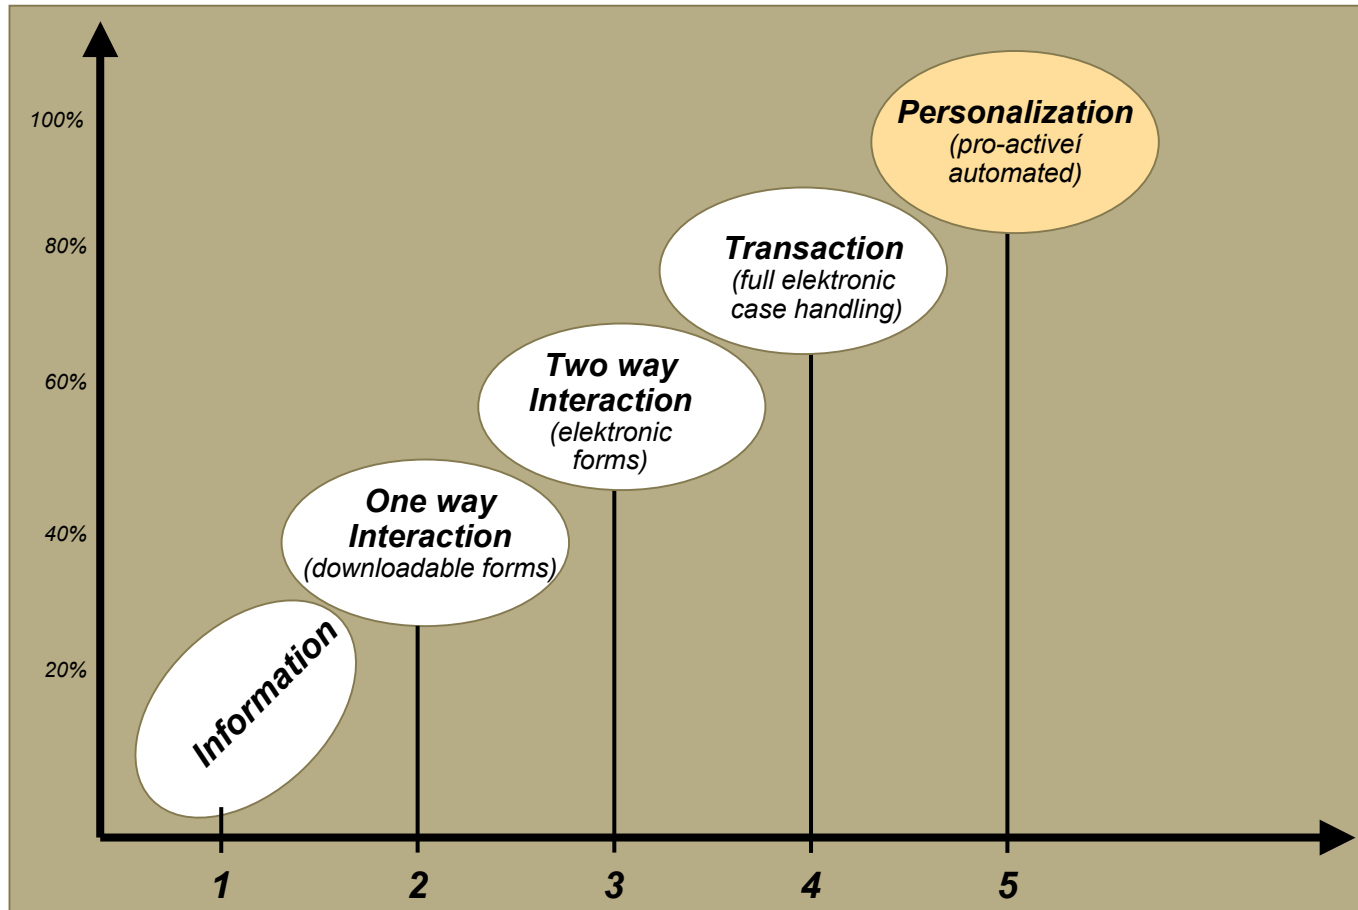 100%
80%
60%
40%
20%
Personalization
(pro-activeí
automated)
Transaction
(full elektronic
case handling)
Two way
Interaction
(elektronic
forms)
One way
Interaction
(downloadable forms)
Information
1 2 3 4 5